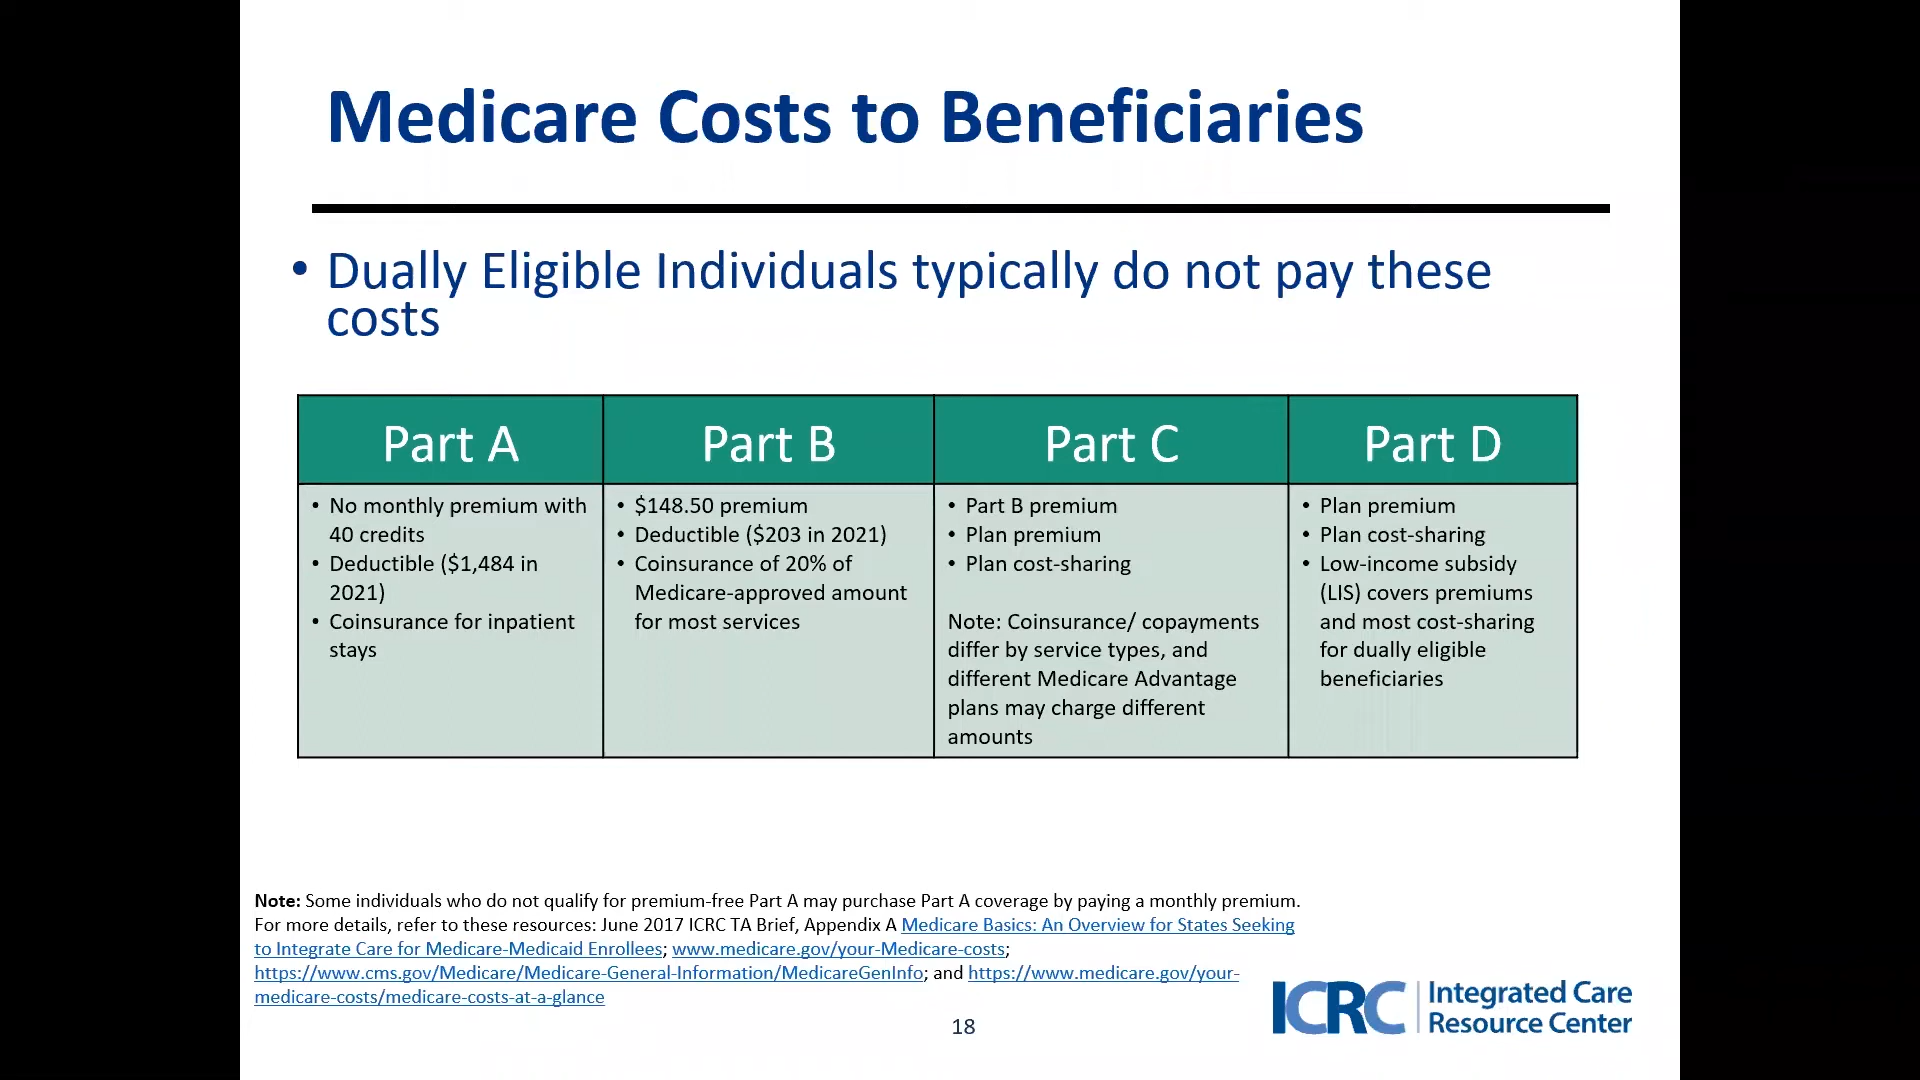 Medicare Costs to Beneficiaries
• Dually Eligible Individuals typically do not pay these
costs
Part A
• No monthly premium with
40 credits
• Deductible ($1,484 in
2021)
• Coinsurance for inpatient
stays
Part B
• $148.50 premium
• Deductible ($203 in 2021)
• Coinsurance of 20% of
Medicare-approved amount
for most services
Part C
• Part B premium
• Plan premium
• Plan cost-sharing
Note: Coinsurance/ copayments
differ by service types, and
different Medicare Advantage
plans may charge different
amounts
Part D
• Plan premium
• Plan cost-sharing
• Low-income subsidy
(LIS) covers premiums
and most cost-sharing
for dually eligible
beneficiaries
Note: Some individuals who do not qualify for premium-free Part A may purchase Part A coverage by paying a monthly premium.
For more details, refer to these resources: June 2017 ICRC TA Brief, Appendix A Medicare Basics: An Overview for States Seeking
to Integrate Care for Medicare-Medicaid Enrollees; www.medicare.gov/your-Medicare-costs;
https://www.cms.gov/Medicare/Medicare-General-Information/MedicareGenInfo; and https://www.medicare.gov/your-
medicare-costs/medicare-costs-at-a-glance
18
ICRC
Integrated Care
Resource Center